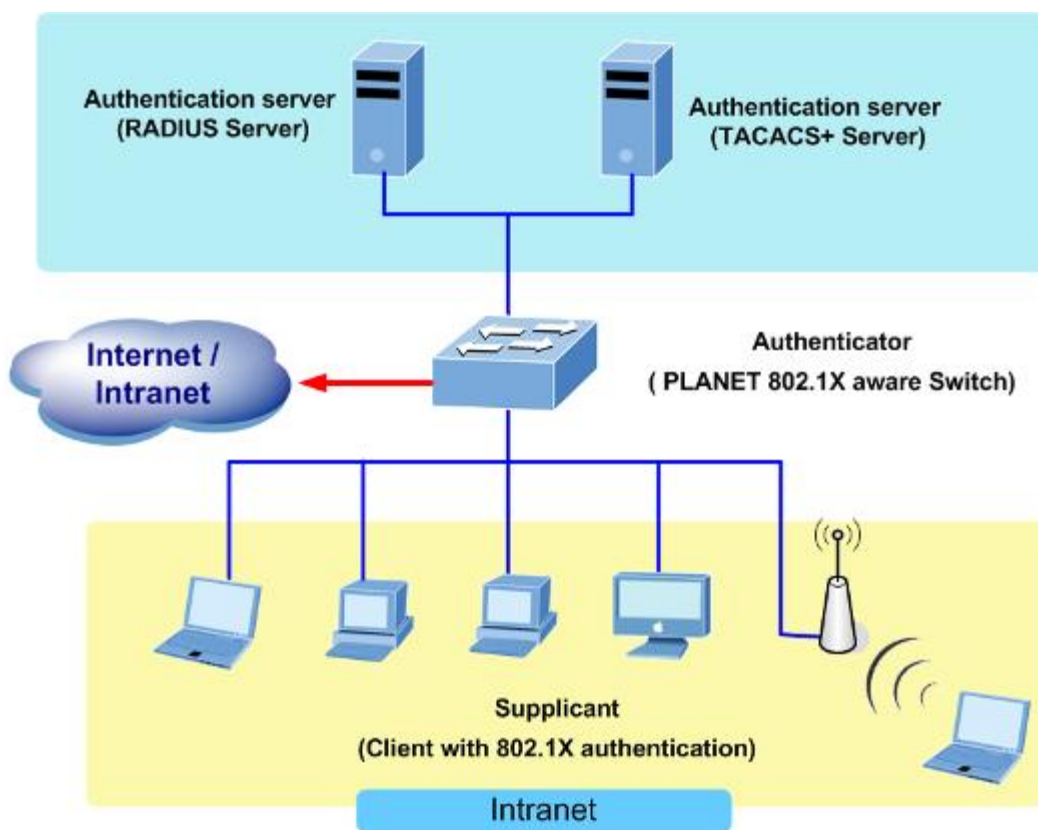 Authentication server
(RADIUS Server)
Authentication server
(TACACS+ Server)
Internet /
Intranet
Authenticator
( PLANET 802.1X aware Switch)
Supplicant
(Client with 802.1X authentication)
Intranet